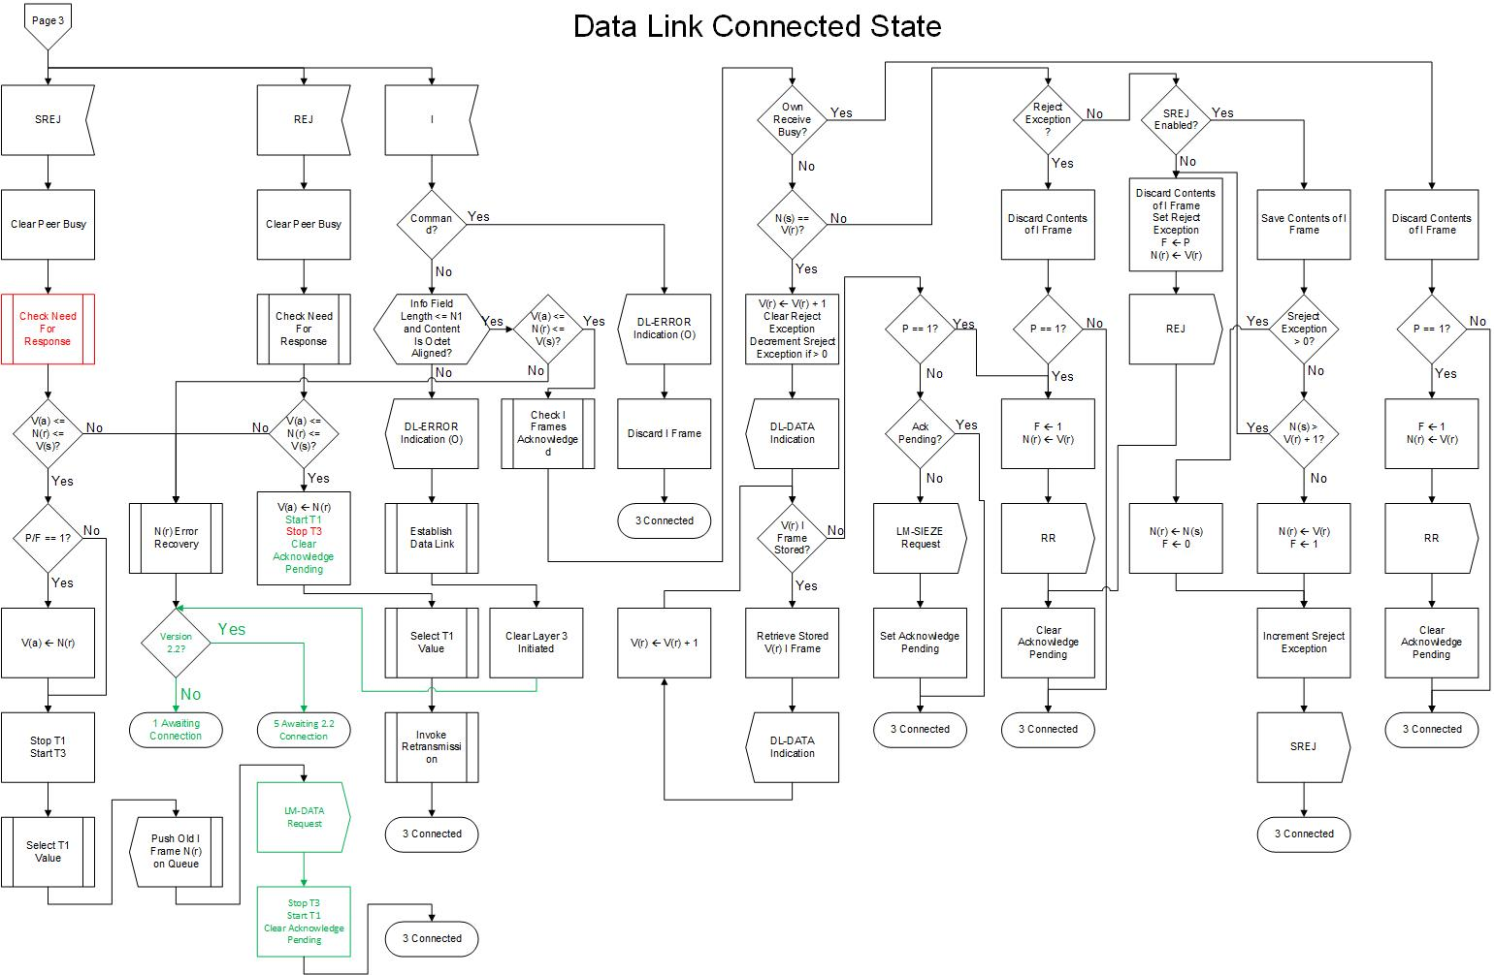 Data Link Connected State
Page 3
SREJ
REJ
I
Own
Receive
Busy?
Yes
No
Reject
Exception
?
No
Yes
SREJ
Enabled?
Yes
No
Clear Peer Busy
Clear Peer Busy
Comman
d?
Yes
No
N(s) ==
V(r)?
No
Yes
Discard Contents
of I Frame
Discard Contents
of I Frame
Set Reject
Exception
F ← P
N(r) ← V(r)
Save Contents of I
Frame
Discard Contents
of I Frame
Check Need
For
Response
Check Need
For
Response
Info Field
Length <= N1
and Content
Is Octet
Aligned?
Yes
No
V(a) <=
N(r) <=
V(s)?
Yes
No
DL-ERROR
Indication (O)
V(r) ← V(r) + 1
Clear Reject
Exception
Decrement Sreject
Exception if > 0
P == 1?
Yes
No
P == 1?
No
Yes
REJ
Sreject
Exception
> 0?
Yes
No
P == 1?
No
Yes
V(a) <=
N(r) <=
V(s)?
No
Yes
V(a) <=
N(r) <=
V(s)?
No
Yes
DL-ERROR
Indication (O)
Check I
Frames
Acknowledge
d
Discard I Frame
DL-DATA
Indication
Ack
Pending?
Yes
No
F ← 1
N(r) ← V(r)
N(s) >
V(r) + 1?
Yes
No
F ← 1
N(r) ← V(r)
P/F == 1?
No
Yes
N(r) Error
Recovery
V(a) ← N(r)
Start T1
Stop T3
Clear
Acknowledge
Pending
Establish
Data Link
3 Connected
V(r) I
Frame
Stored?
No
Yes
LM-SIEZE
Request
RR
N(r) ← N(s)
F ← 0
N(r) ← V(r)
F ← 1
RR
V(a) ← N(r)
Version
2.2?
Yes
No
Select T1
Value
Clear Layer 3
Initiated
V(r) ← V(r) + 1
Retrieve Stored
V(r) I Frame
Set Acknowledge
Pending
Clear
Acknowledge
Pending
Increment Sreject
Exception
Clear
Acknowledge
Pending
Stop T1
Start T3
1 Awaiting
Connection
5 Awaiting 2.2
Connection
Invoke
Retransmissi
on
DL-DATA
Indication
3 Connected
3 Connected
SREJ
3 Connected
Select T1
Value
Push Old I
Frame N(r)
on Queue
LM-DATA
Request
3 Connected
3 Connected
Stop T3
Start T1
Clear Acknowledge
Pending
3 Connected